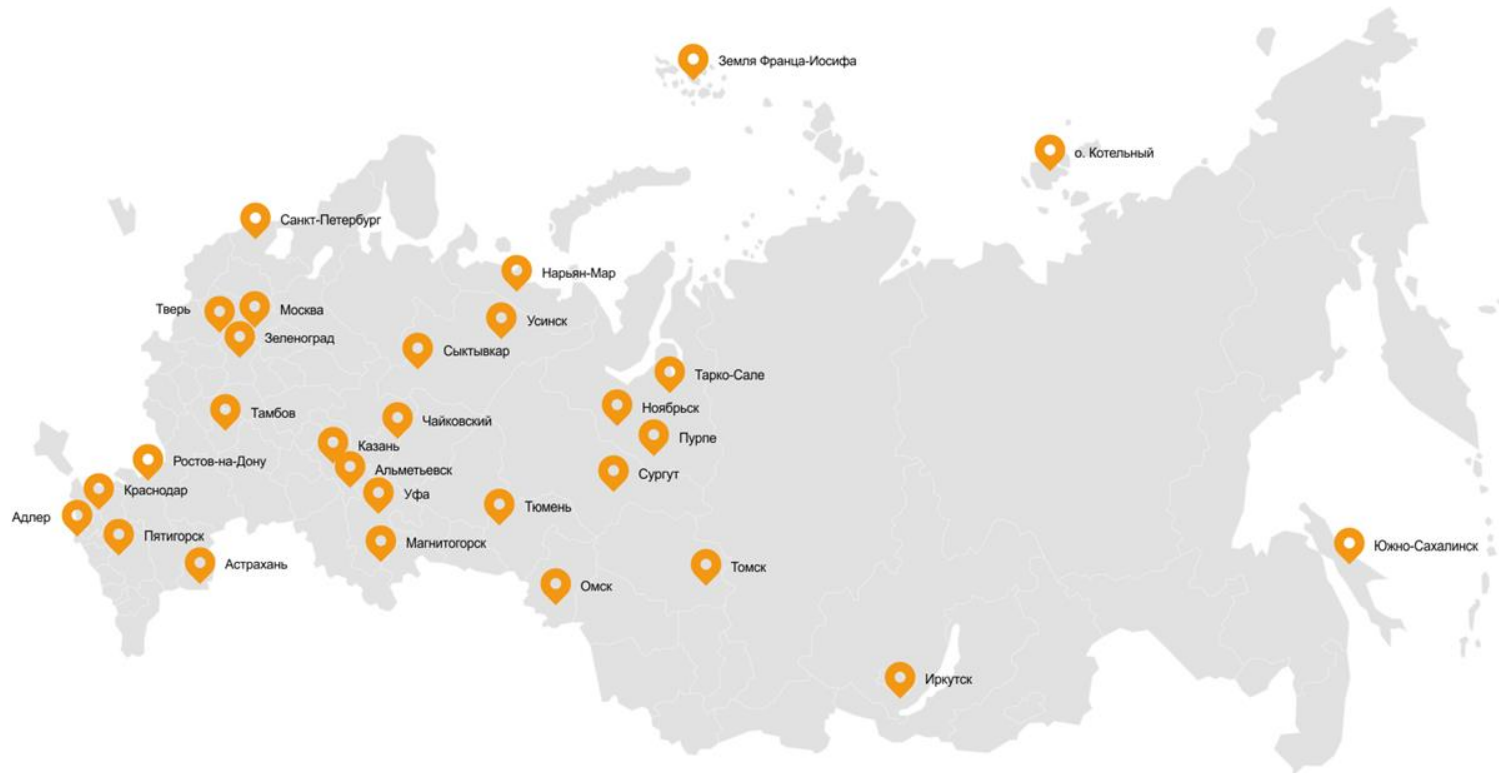 Земля Франца-Иосифа
о. Котельный
Санкт-Петербург
Нарьян-Мар
Тверь
Москва
Усинск
Зеленоград
Сыктывкар
Тарко-Сале
Ноябрьск
Тамбов
Чайковский
Пурпе
Казань
Ростов-на-Дону
Альметьевск
Сургут
Краснодар
Уфа
Тюмень
Адлер
Пятигорск
Магнитогорск
Южно-Сахалинск
Астрахань
Томск
Омск
Иркутск